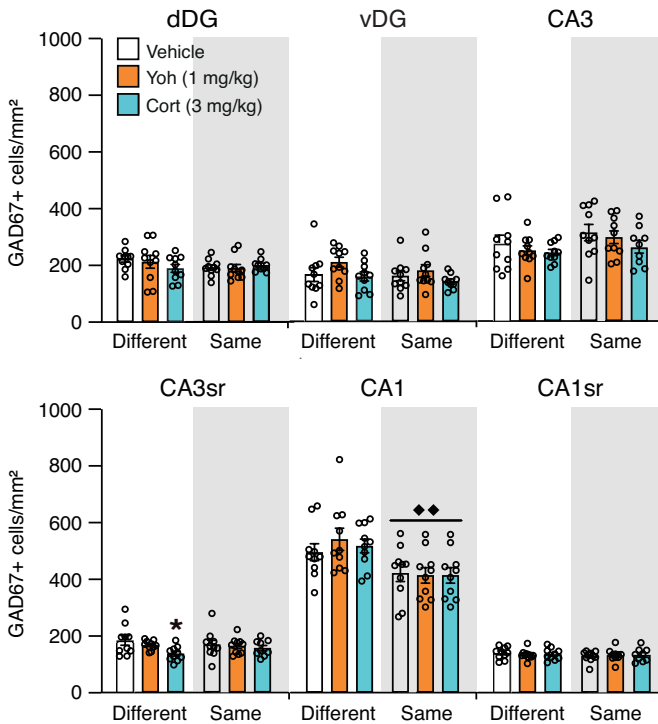 dDG vDG CA3
GAD67+ cells/mm²
1000
800
600
400
200
0
Vehicle
Yoh (1 mg/kg)
Cort (3 mg/kg)
Different Same Different Same Different Same
CA3sr CA1 CA1sr
GAD67+ cells/mm²
1000
800
600
400
200
0
*
◆◆
Different Same Different Same Different Same